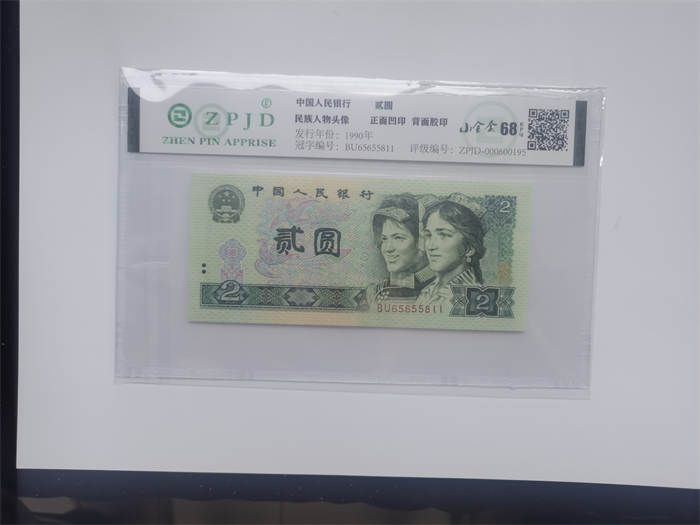 ZPJD
ZHEN PIN APPRISE
中国人民银行 贰圆
民族人物头像 正面凹印 背面胶印
发行年份：1990年
冠字编号：BU65655811 评级编号：ZPJD-000600195
68
中国人民银行
贰圆
2
2
2
BU65655811